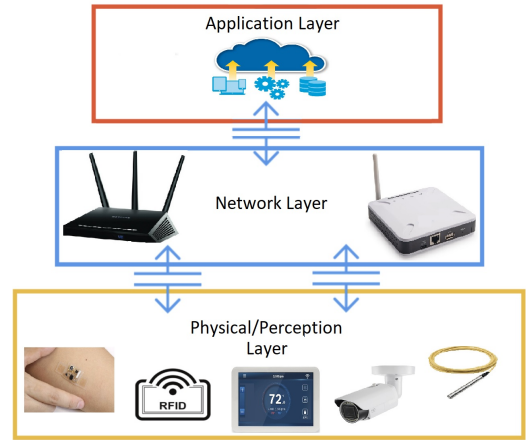 Application Layer
Network Layer
Physical/Perception
Layer
RFID
72